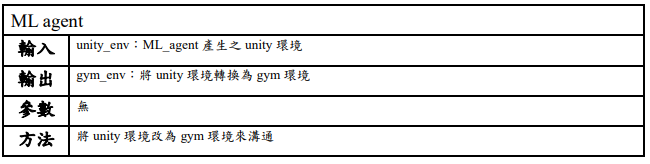 ML agent
輸入 unity_env：ML_agent 產生之 unity 環境
輸出 gym_env：將 unity 環境轉換為 gym 環境
參數 無
方法 將 unity 環境改為 gym 環境來溝通